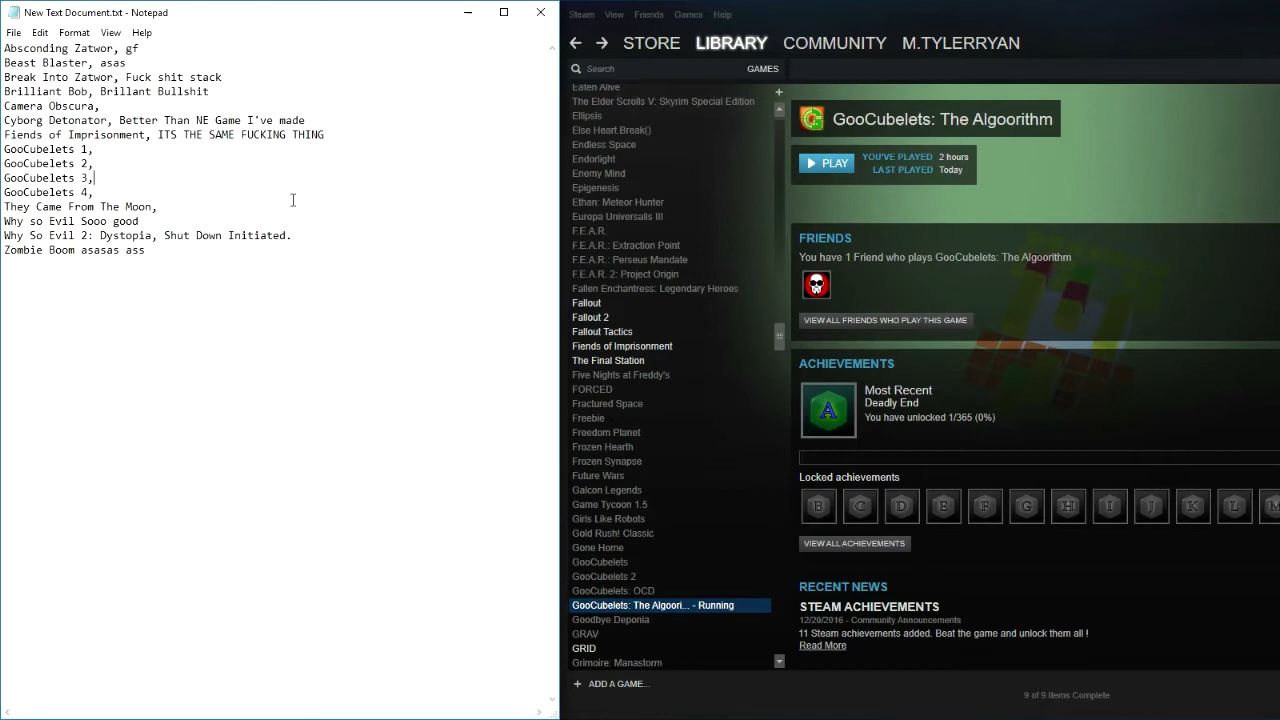 New Text Document.txt - Notepad
File Edit Format View Help
Absconding Zatwor, gf
Beast Blaster, asas
Break Into Zatwor, Fuck shit stack
Brilliant Bob, Brillant Bullshit
Camera Obscura,
Cyborg Detonator, Better Than NE Game I've made
Fiends of Imprisonment, ITS THE SAME FUCKING THING
GooCubelets 1,
GooCubelets 2,
GooCubelets 3,
GooCubelets 4,
They Came From The Moon,
Why so Evil Sooo good
Why So Evil 2: Dystopia, Shut Down Initiated.
Zombie Boom asasas ass
Steam View Friends Games Help
STORE LIBRARY COMMUNITY M.TYLERRYAN
Search GAMES
Eaten Alive
The Elder Scrolls V: Skyrim Special Edition
Ellipsis
Else Heart.Break()
Endless Space
Endorlight
Enemy Mind
Epigenesis
Ethan: Meteor Hunter
Europa Universalis III
F.E.A.R.
F.E.A.R.: Extraction Point
F.E.A.R.: Perseus Mandate
F.E.A.R. 2: Project Origin
Fallen Enchantress: Legendary Heroes
Fallout
Fallout 2
Fallout Tactics
Fiends of Imprisonment
The Final Station
Five Nights at Freddy's
FORCED
Fractured Space
Freebie
Freedom Planet
Frozen Hearth
Frozen Synapse
Future Wars
Galcon Legends
Game Tycoon 1.5
Girls Like Robots
Gold Rush! Classic
Gone Home
GooCubelets
GooCubelets 2
GooCubelets: OCD
GooCubelets: The Algoori... - Running
Goodbye Deponia
GRAV
GRID
Grimoire: Manastorm
+ ADD A GAME...
GooCubelets: The Algoorithm
PLAY
YOU'VE PLAYED 2 hours
LAST PLAYED Today
FRIENDS
You have 1 Friend who plays GooCubelets: The Algoorithm
VIEW ALL FRIENDS WHO PLAY THIS GAME
ACHIEVEMENTS
A
Most Recent
Deadly End
You have unlocked 1/365 (0%)
Locked achievements
B C D E F G H I J K L M
VIEW ALL ACHIEVEMENTS
RECENT NEWS
STEAM ACHIEVEMENTS
12/20/2016 - Community Announcements
11 Steam achievements added. Beat the game and unlock them all !
Read More
9 of 9 Items Complete